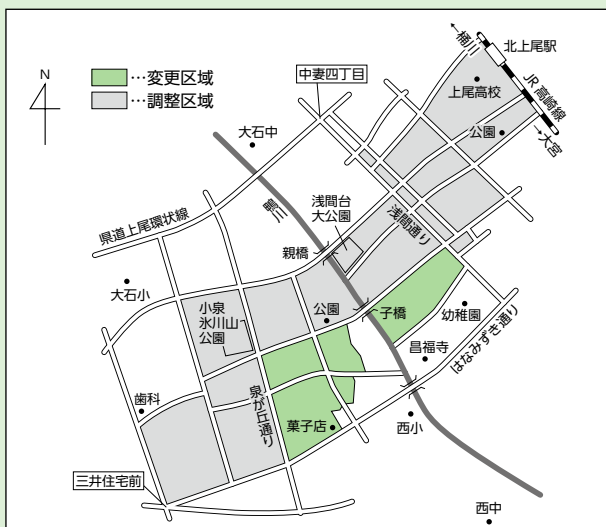 N
…変更区域
…調整区域
桶川
北上尾駅
JR高崎線
大宮
上尾高校
公園
中妻四丁目
大石中
鴨川
県道上尾環状線
浅間台
大公園
浅間通り
親橋
大石小
小泉
氷川山
公園
公園
子橋
幼稚園
昌福寺
はなみずき通り
歯科
泉が丘通り
菓子店
西小
三井住宅前
西中